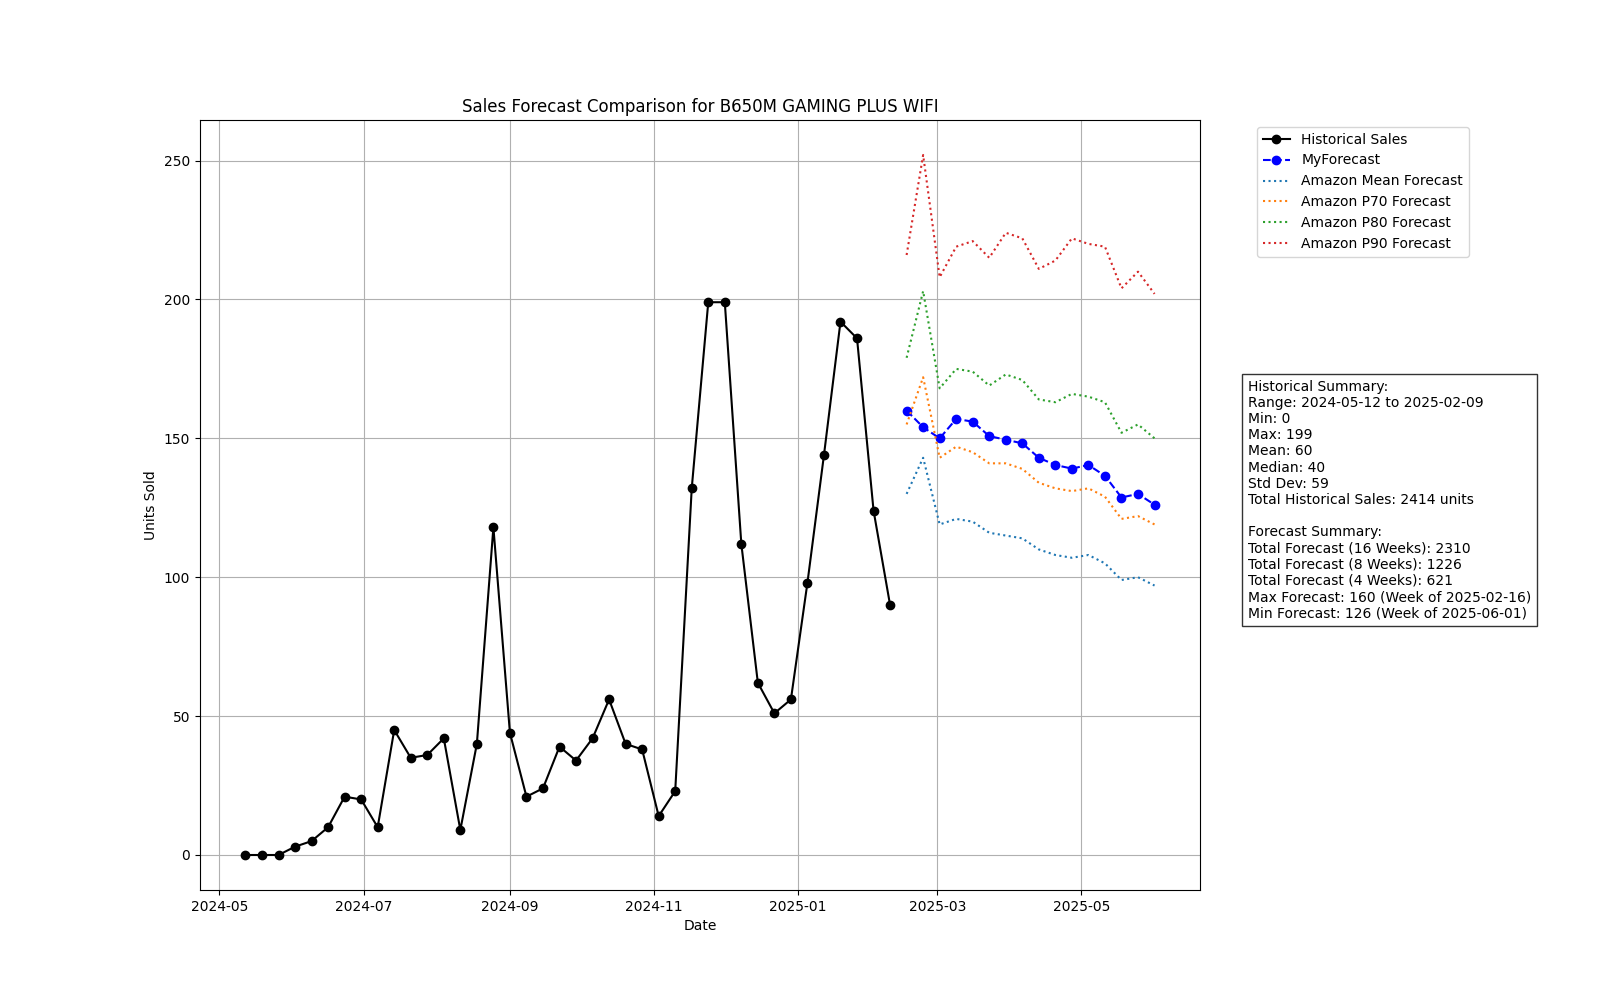 Sales Forecast Comparison for B650M GAMING PLUS WIFI
Historical Sales
MyForecast
Amazon Mean Forecast
Amazon P70 Forecast
Amazon P80 Forecast
Amazon P90 Forecast
250
200
150
100
50
0
Units Sold
2024-05
2024-07
2024-09
2024-11
2025-01
2025-03
2025-05
Date
Historical Summary:
Range: 2024-05-12 to 2025-02-09
Min: 0
Max: 199
Mean: 60
Median: 40
Std Dev: 59
Total Historical Sales: 2414 units
Forecast Summary:
Total Forecast (16 Weeks): 2310
Total Forecast (8 Weeks): 1226
Total Forecast (4 Weeks): 621
Max Forecast: 160 (Week of 2025-02-16)
Min Forecast: 126 (Week of 2025-06-01)